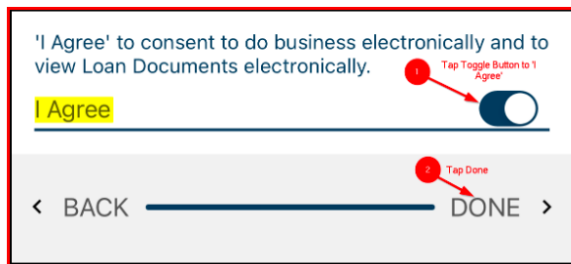 'I Agree' to consent to do business electronically and to
view Loan Documents electronically.
1
Tap Toggle Button to 'I
Agree'
I Agree
2
Tap Done
< BACK
DONE >